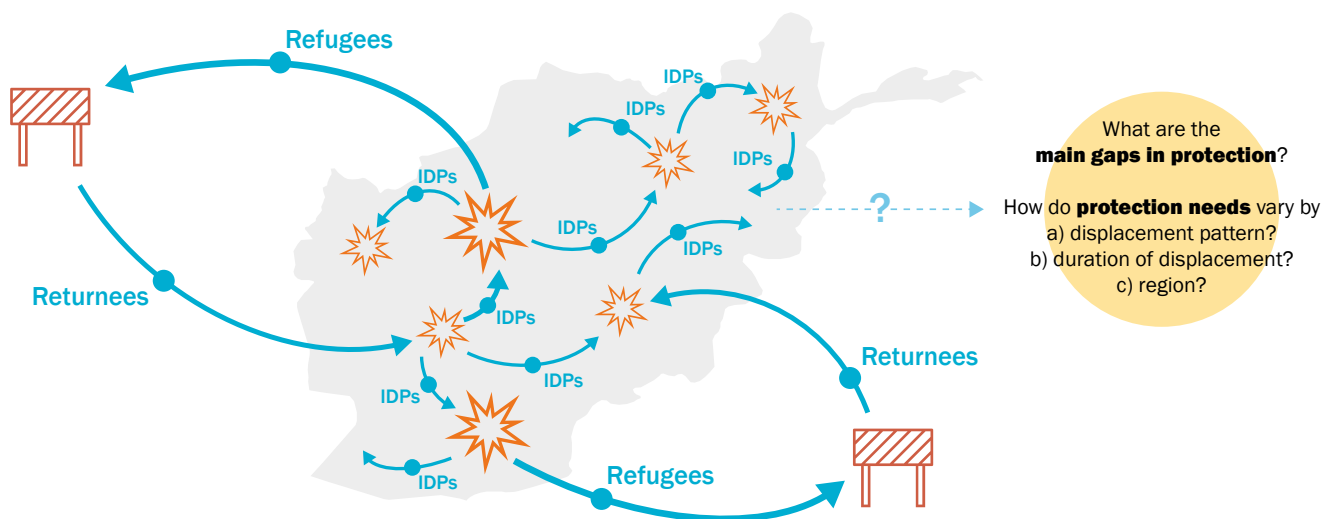 Refugees
IDPs
IDPs
IDPs
IDPs
IDPs
IDPs
Returnees
IDPs
IDPs
IDPs
IDPs
IDPs
Refugees
Returnees
?
What are the
main gaps in protection?
How do protection needs vary by
a) displacement pattern?
b) duration of displacement?
c) region?